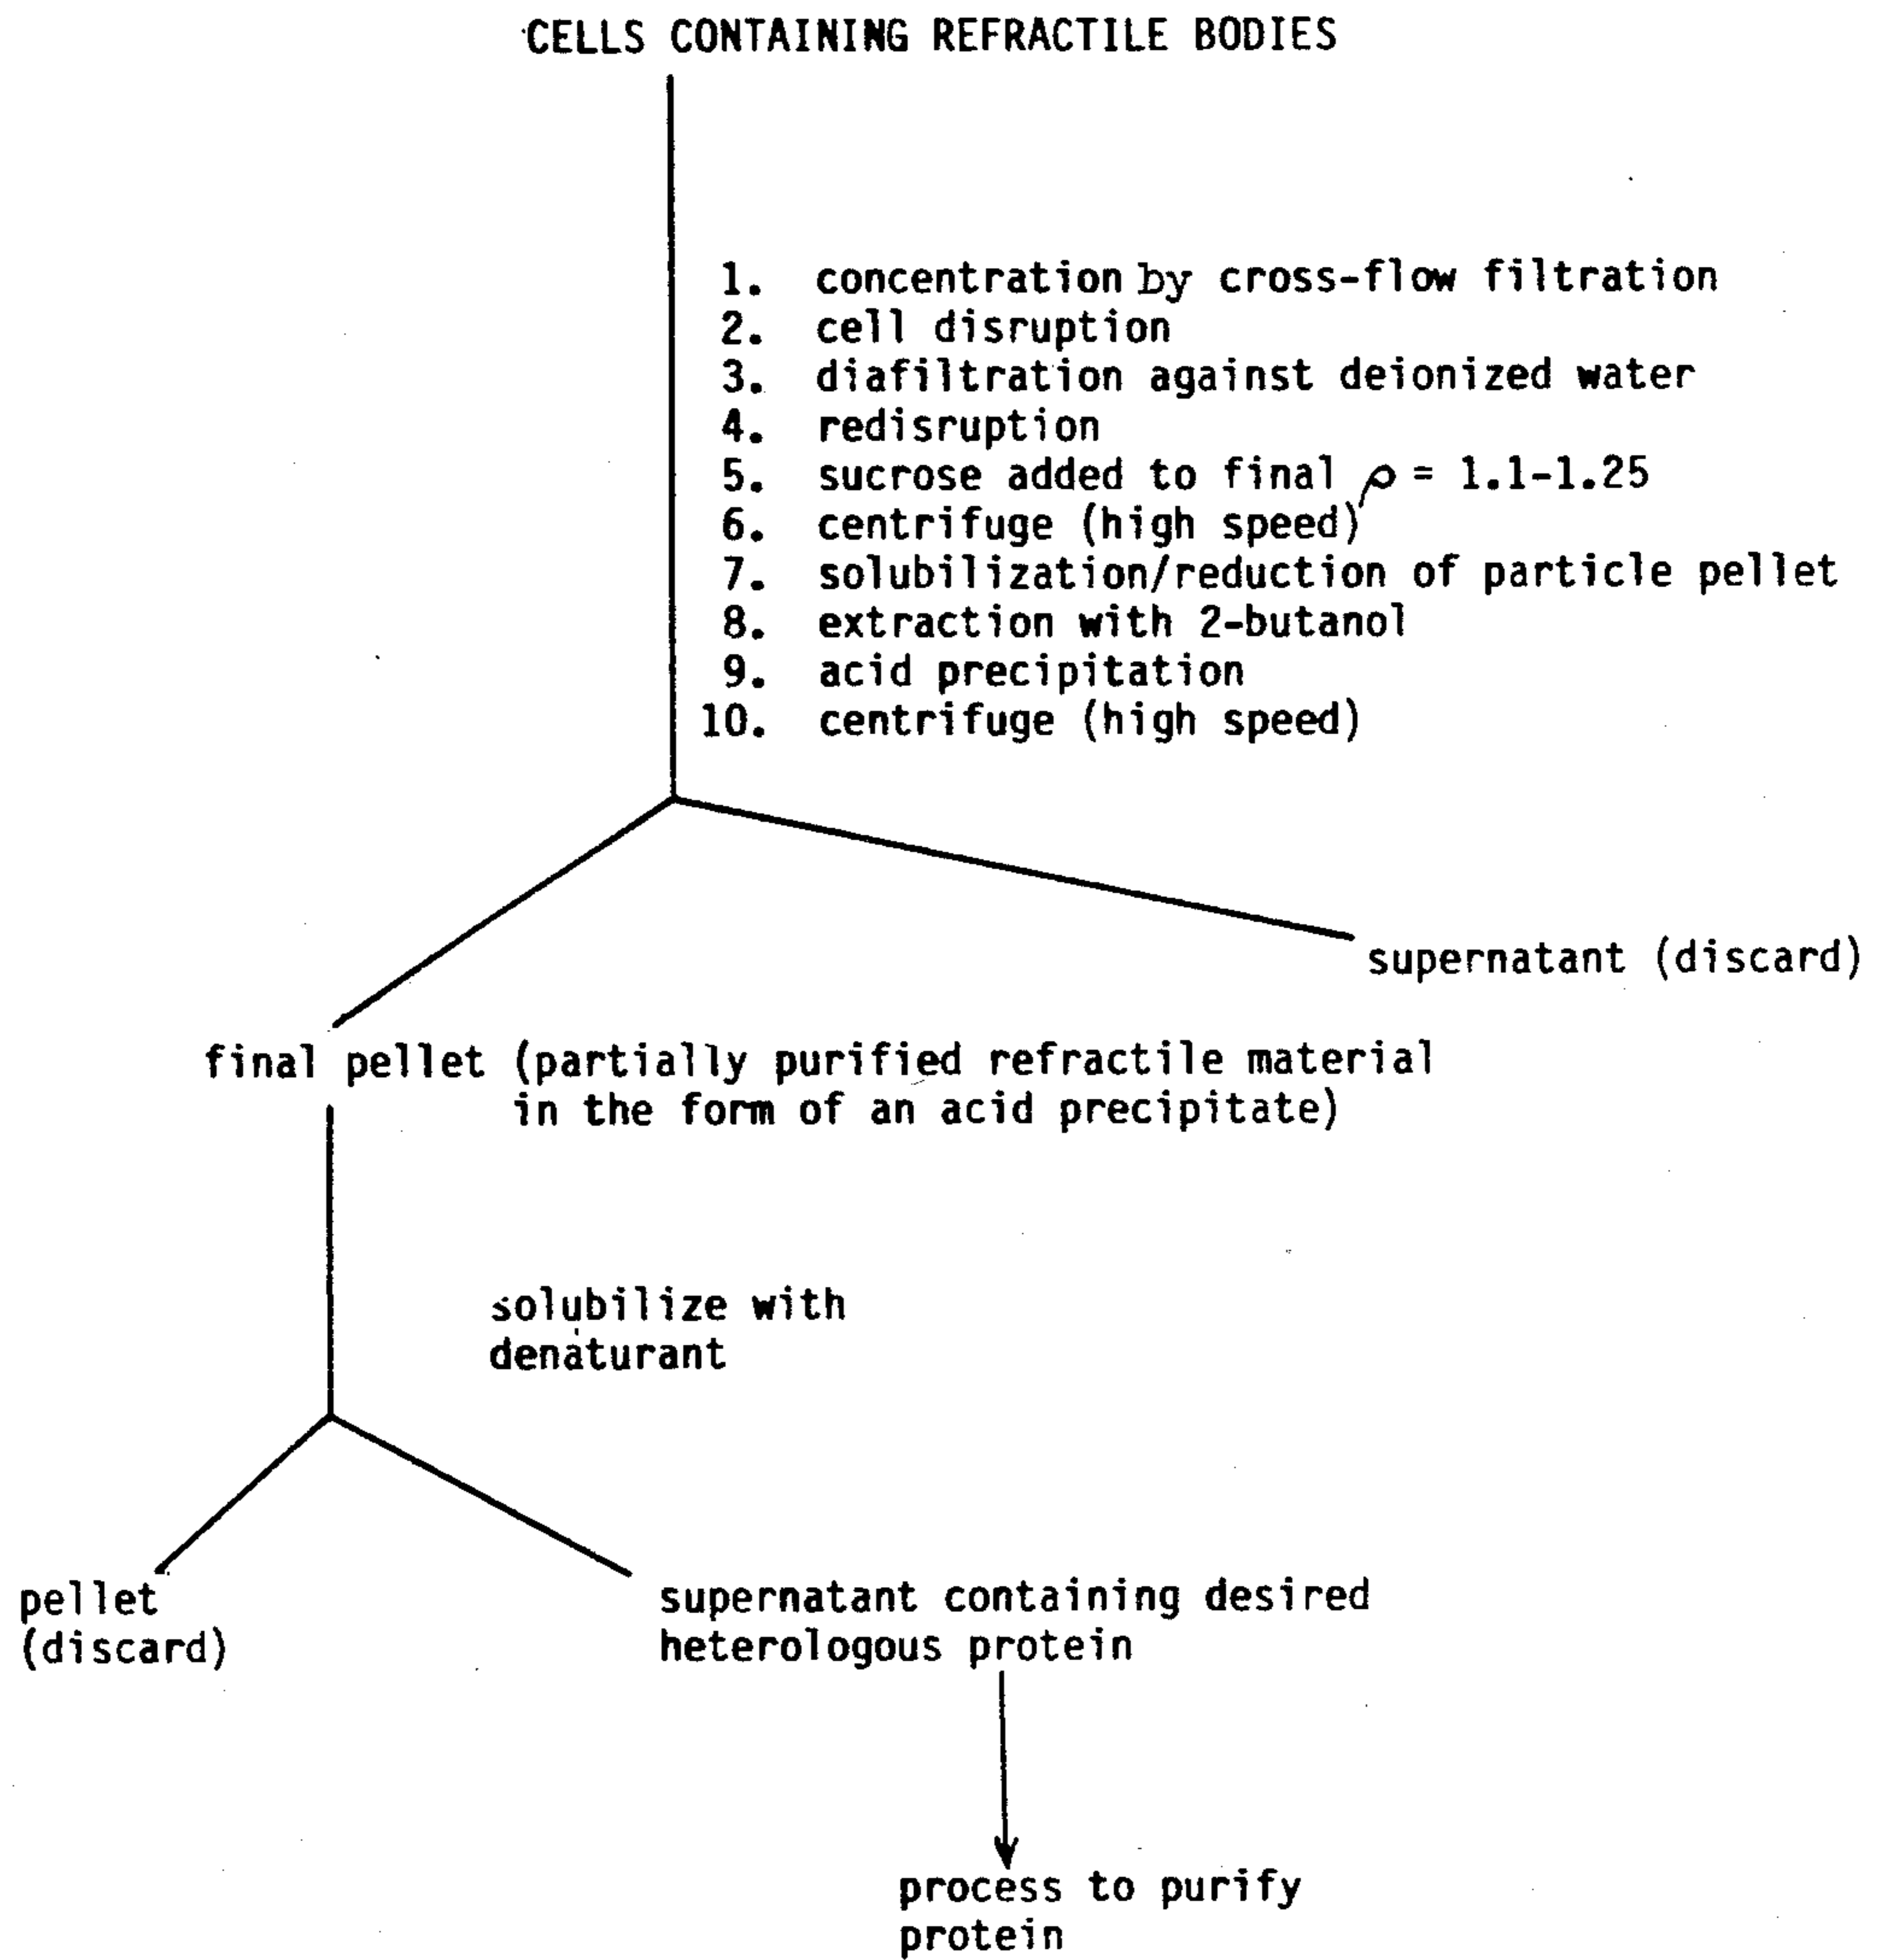 CELLS CONTAINING REFRACTILE BODIES
1. concentration by cross-flow filtration
2. cell disruption
3. diafiltration against deionized water
4. redisruption
5. sucrose added to final ρ = 1.1-1.25
6. centrifuge (high speed)
7. solubilization/reduction of particle pellet
8. extraction with 2-butanol
9. acid precipitation
10. centrifuge (high speed)
supernatant (discard)
final pellet (partially purified refractile material
in the form of an acid precipitate)
solubilize with
denaturant
pellet
(discard)
supernatant containing desired
heterologous protein
process to purify
protein